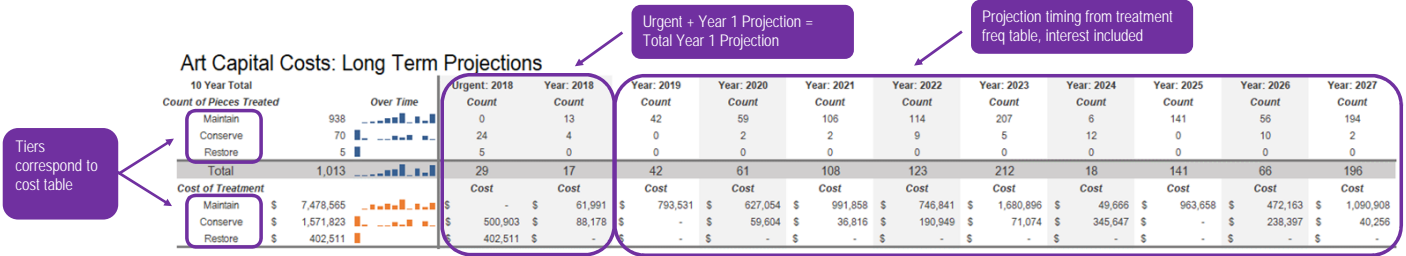 Urgent + Year 1 Projection =
Total Year 1 Projection
Projection timing from treatment
freq table, interest included
Art Capital Costs: Long Term Projections
10 Year Total Urgent: 2018 Year: 2018 Year: 2019 Year: 2020 Year: 2021 Year: 2022 Year: 2023 Year: 2024 Year: 2025 Year: 2026 Year: 2027
Count of Pieces Treated Over Time Count Count Count Count Count Count Count Count Count Count Count
Maintain 938 0 13 42 59 106 114 207 6 141 56 194
Conserve 70 24 4 0 2 2 9 5 12 0 10 2
Restore 5 5 0 0 0 0 0 0 0 0 0 0
Total 1,013 29 17 42 61 108 123 212 18 141 66 196
Cost of Treatment Cost Cost Cost Cost Cost Cost Cost Cost Cost Cost Cost
Maintain $ 7,478,565 $ - $ 61,991 $ 793,531 $ 627,054 $ 991,858 $ 746,841 $ 1,680,896 $ 49,666 $ 963,658 $ 472,163 $ 1,090,908
Conserve $ 1,571,823 $ 500,903 $ 88,178 $ - $ 59,604 $ 36,816 $ 190,949 $ 71,074 $ 345,647 $ - $ 238,397 $ 40,256
Restore $ 402,511 $ 402,511 $ - $ - $ - $ - $ - $ - $ - $ - $ - $ -
Tiers
correspond to
cost table